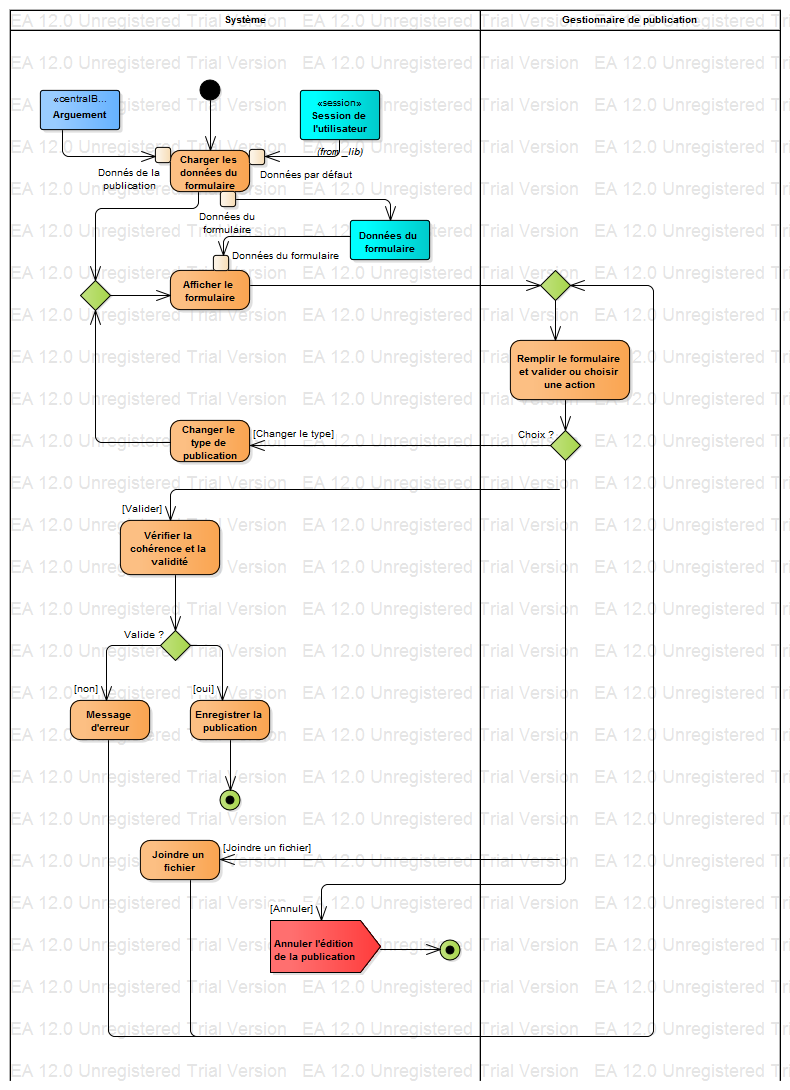 Système
Gestionnaire de publication
EA 12.0 Unregistered Trial Version
«centralB...
Arguement
«session»
Session de
l'utilisateur
(from _lib)
Donnés de la
publication
Charger les
données du
formulaire
Données par défaut
Données du
formulaire
Données du
formulaire
Données du formulaire
Afficher le
formulaire
Remplir le formulaire
et valider ou choisir
une action
Changer le
type de
publication
[Changer le type]
Choix ?
[Valider]
Vérifier la
cohérence et la
validité
Valide ?
[non]
[oui]
Message
d'erreur
Enregistrer la
publication
Joindre un
fichier
[Joindre un fichier]
[Annuler]
Annuler l'édition
de la publication